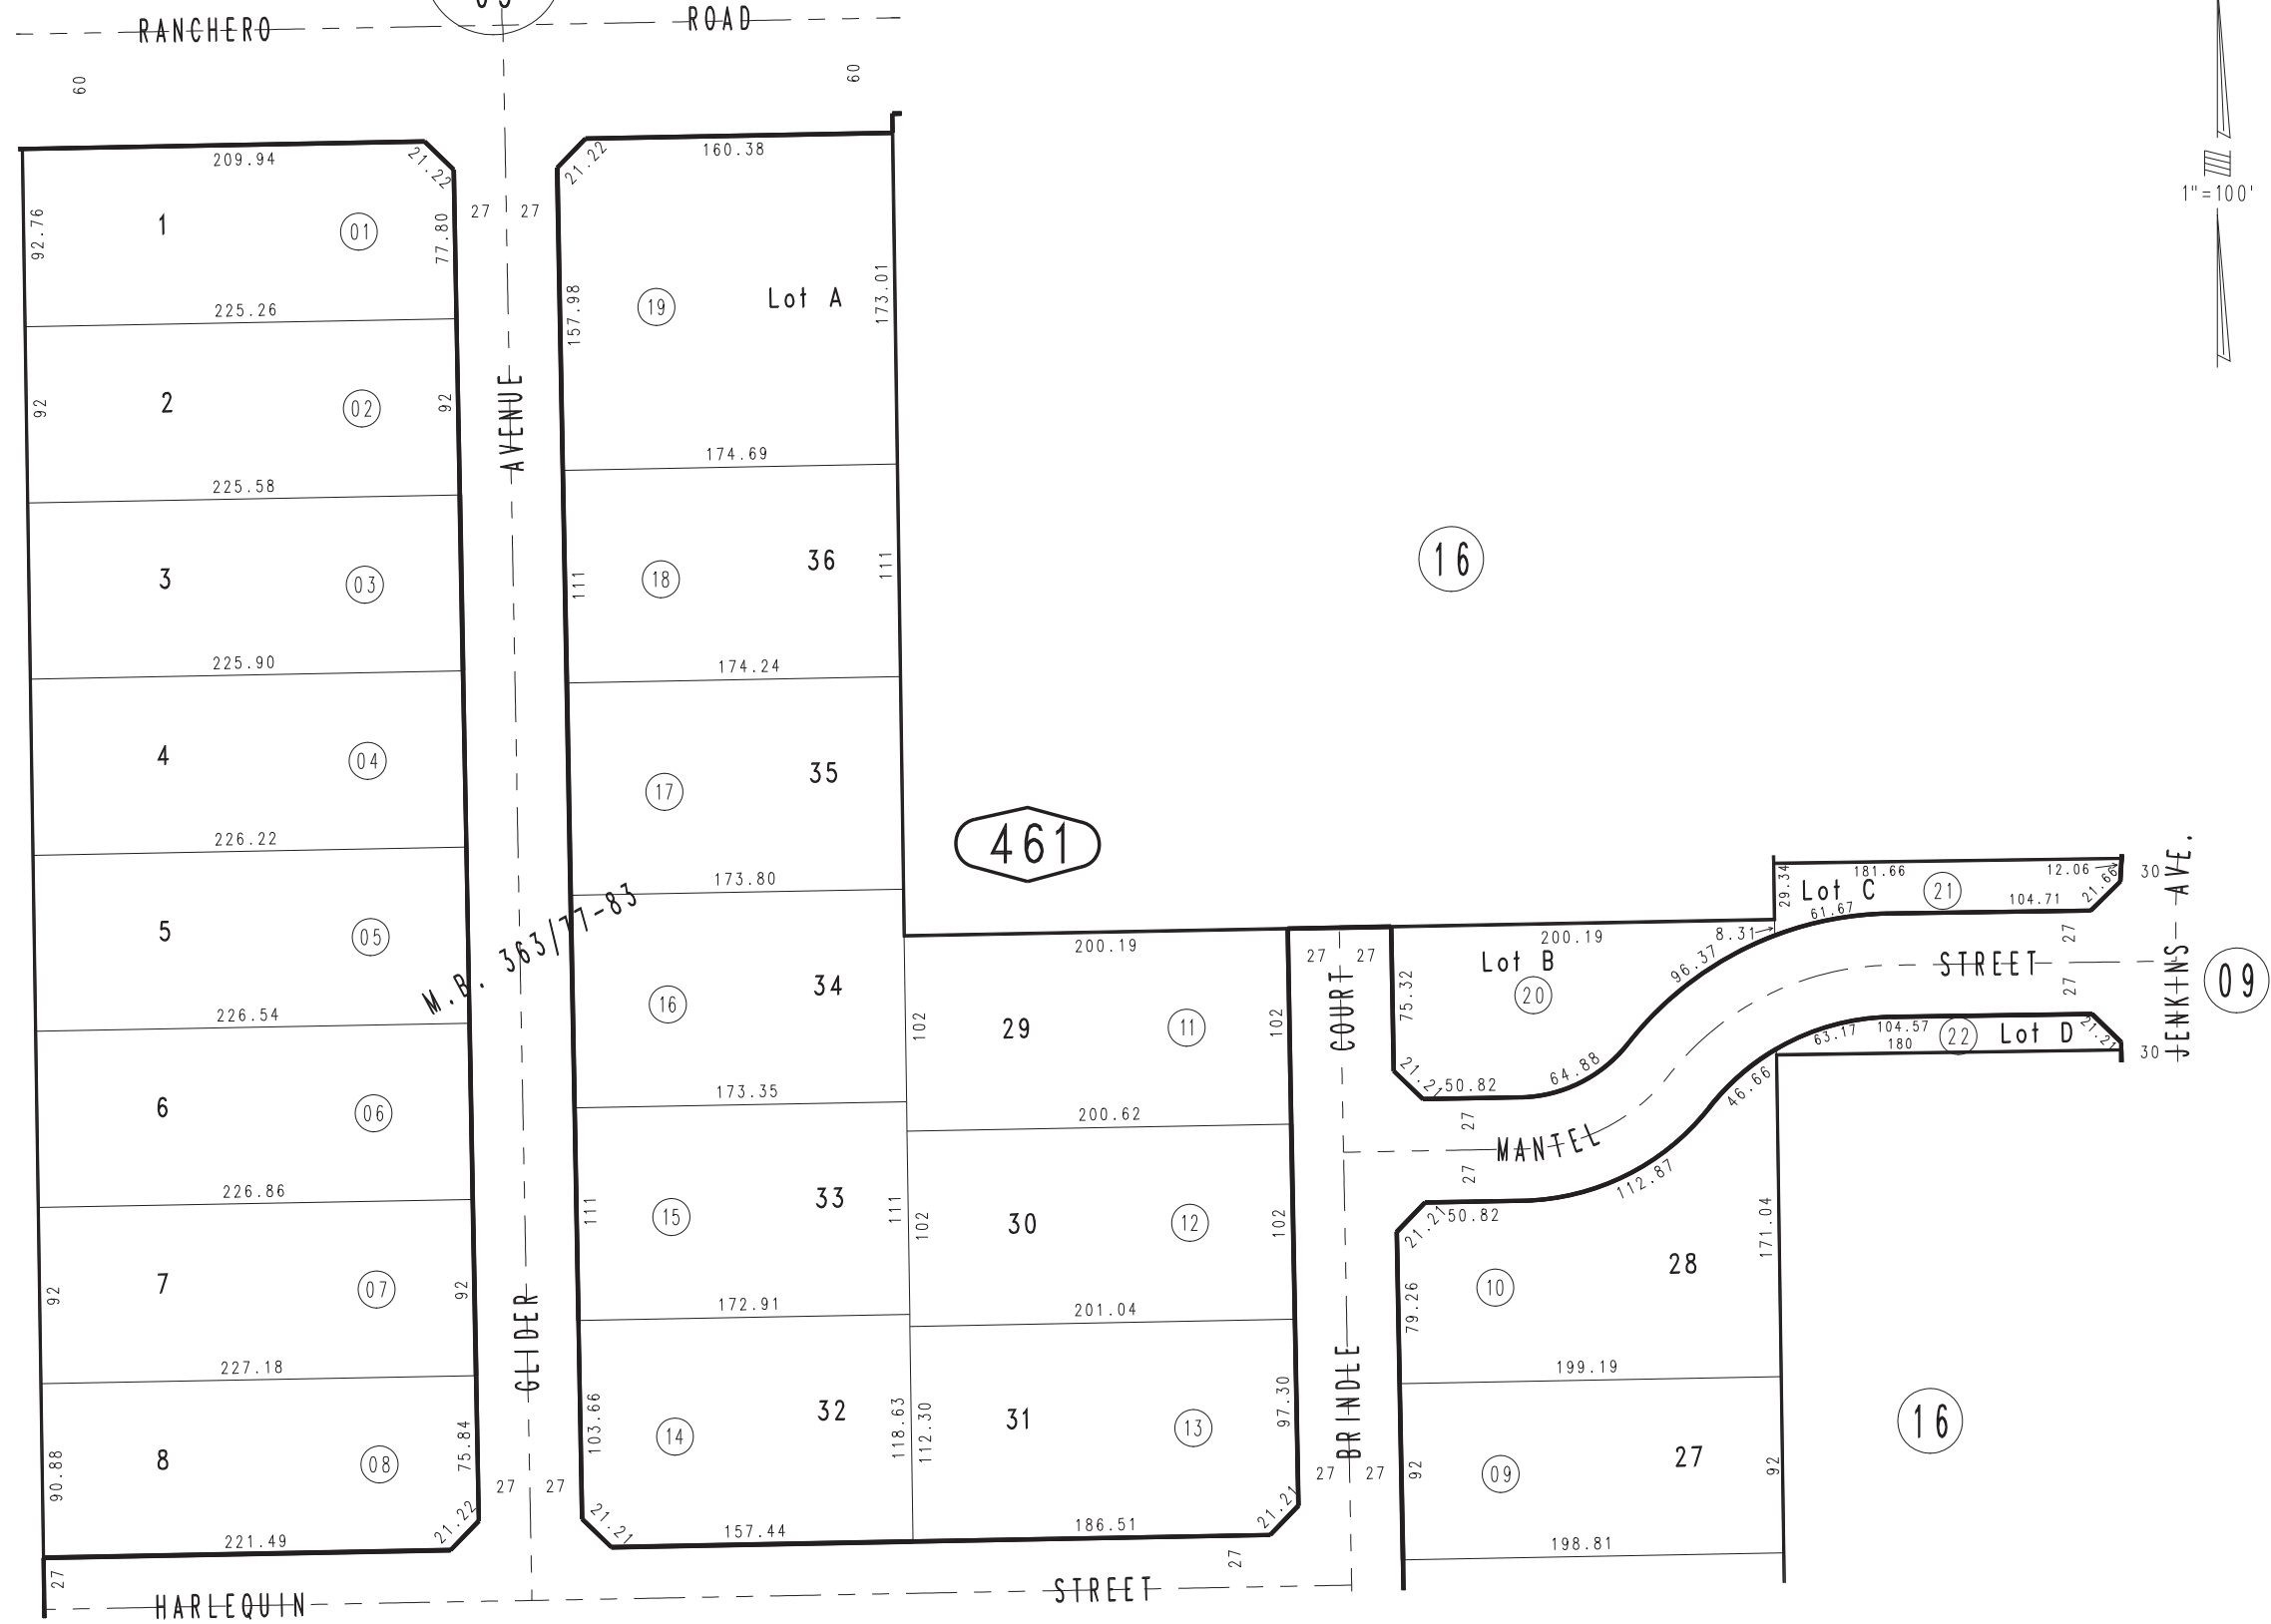 RANCHERO ROAD
60 60
209.94 21.22
92.76 1 01 77.80
225.26
92 2 02 92
225.58
3 03
225.90
4 04
226.22
5 05
226.54
6 06
226.86
92 7 07 92
227.18
90.88 8 08 75.84
221.49 21.22
27 27
AVENUE
GLIDER
27 27
M.B. 363/77-83
21.22 160.38
157.98 19 Lot A 173.01
174.69
111 18 36 111
174.24
17 35
173.80
16 34
173.35
111 15 33 111
172.91
103.66 14 32 118.63
21.21 157.44
16
1"=100'
461
200.19
102 29 11 102
200.62
102 30 12 102
201.04
112.30 31 13 97.30
186.51 21.21
27 27
COURT
BRINDLE
27 27
200.19 8.31
Lot B
75.32 20 96.37
21.21 50.82 64.88
27
MANTEL STREET
27
29.34 181.66 12.06
Lot C 21
61.67 104.71 21.66
27
27
63.17 104.57 22 Lot D 21.21
180
30
JENKINS AVE.
30
09
46.66
21.21 50.82 112.87
79.26 10 28 171.04
199.19
92 09 27 92
198.81
16
27 27
HARLEQUIN STREET